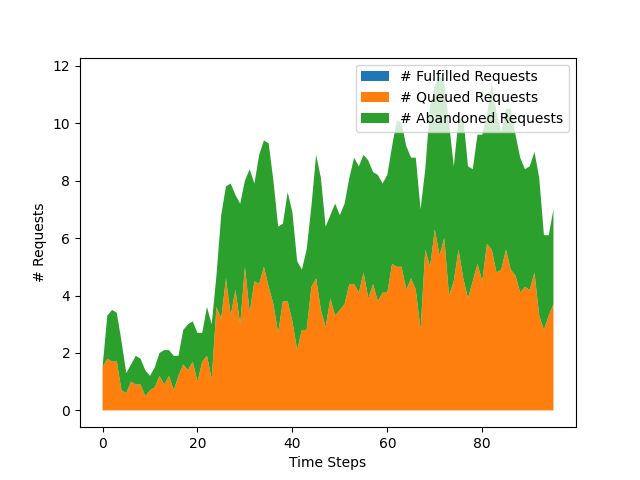 12
10
8
6
4
2
0
# Requests
# Fulfilled Requests
# Queued Requests
# Abandoned Requests
0 20 40 60 80
Time Steps